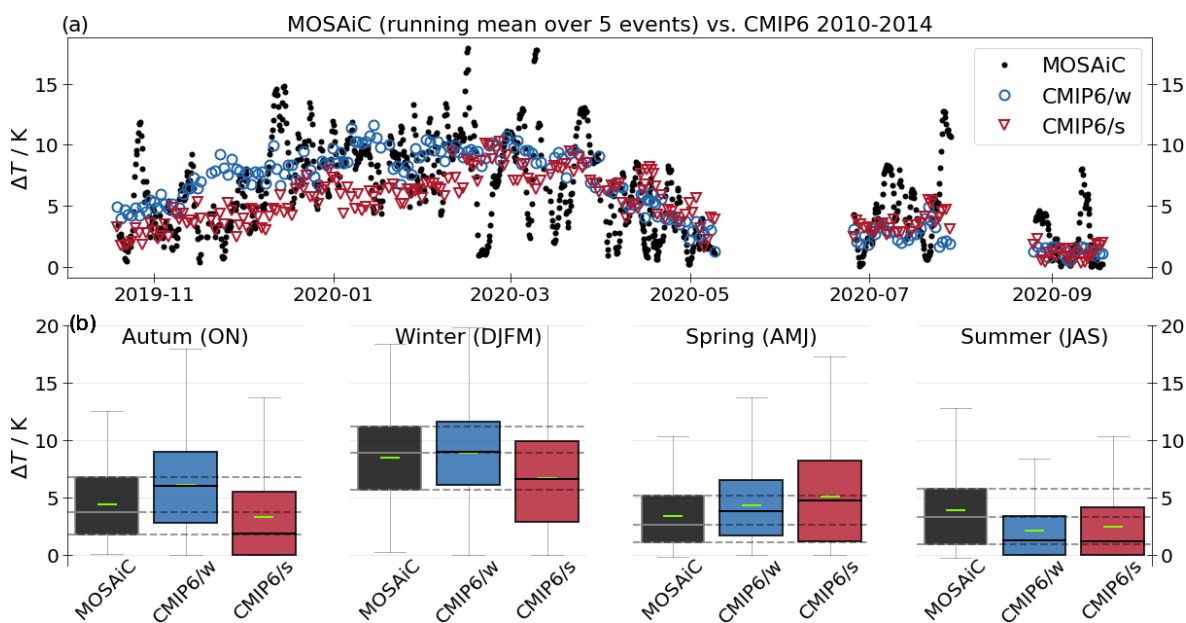 (a) MOSAiC (running mean over 5 events) vs. CMIP6 2010-2014
15
10
5
0
ΔT / K
MOSAiC
CMIP6/w
CMIP6/s
15
10
5
0
2019-11 2020-01 2020-03 2020-05 2020-07 2020-09
(b)
Autum (ON) Winter (DJFM) Spring (AMJ) Summer (JAS)
20
15
10
5
0
ΔT / K
20
15
10
5
0
MOSAiC CMIP6/w CMIP6/s MOSAiC CMIP6/w CMIP6/s MOSAiC CMIP6/w CMIP6/s MOSAiC CMIP6/w CMIP6/s